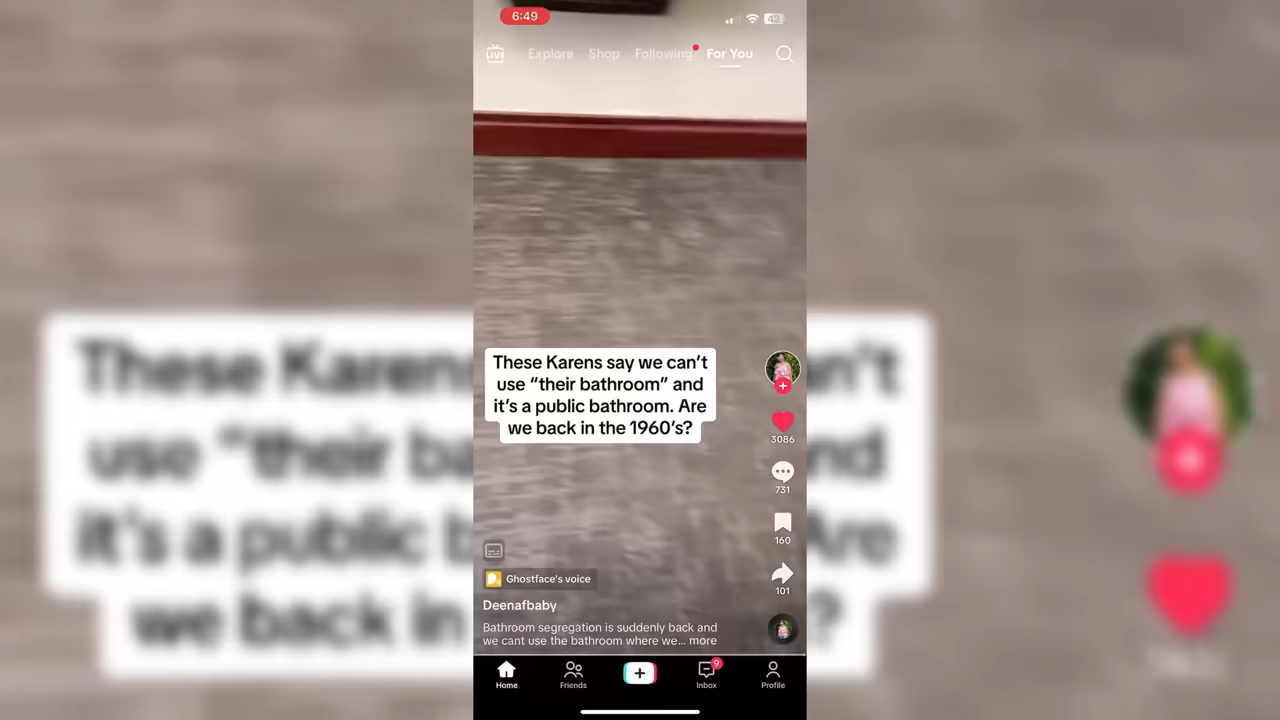 6:49
42
LIVE
Explore
Shop
Following
For You
These Karens say we can't
use “their bathroom” and
it's a public bathroom. Are
we back in the 1960's?
3086
731
160
101
Ghostface's voice
Deenafbaby
Bathroom segregation is suddenly back and
we cant use the bathroom where we... more
Home
Friends
Inbox
9
Profile